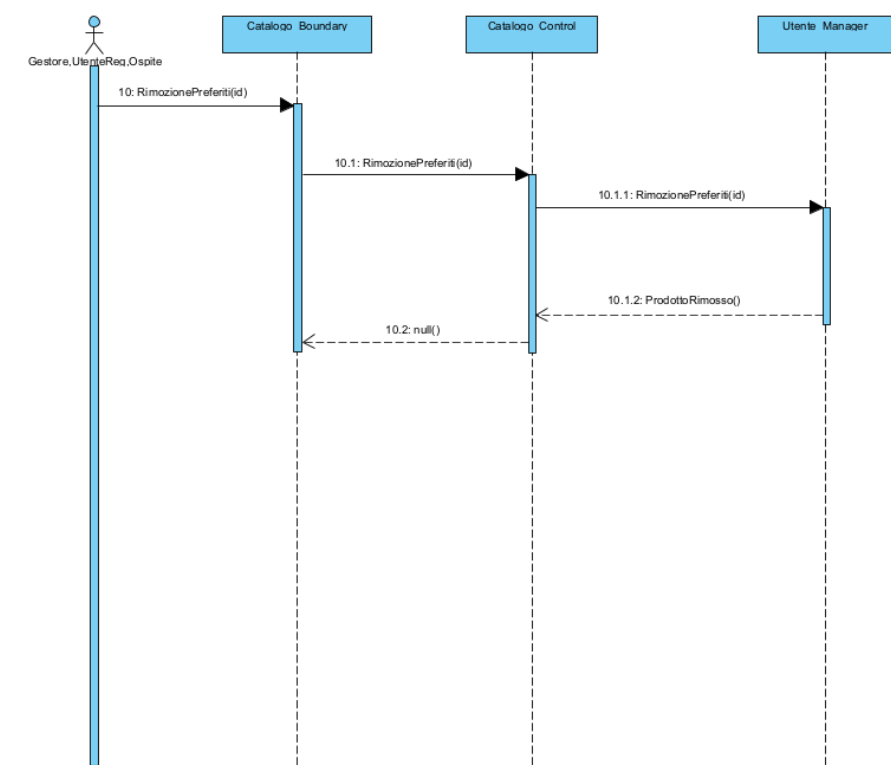 Catalogo Boundary
Catalogo Control
Utente Manager
Gestore,UtenteReg,Ospite
10: RimozionePreferiti(id)
10.1: RimozionePreferiti(id)
10.1.1: RimozionePreferiti(id)
10.1.2: ProdottoRimosso()
10.2: null()